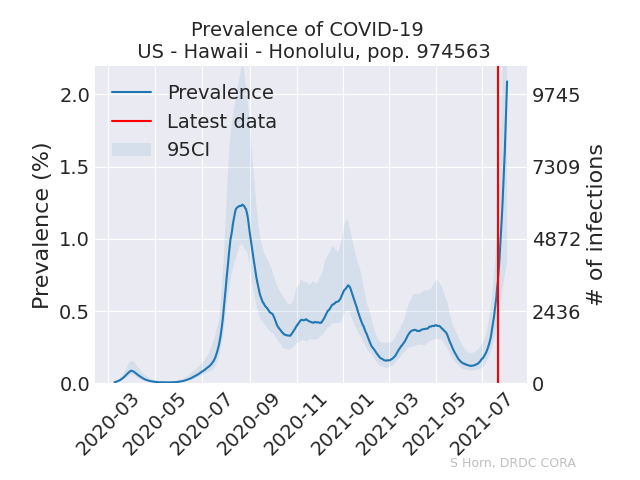 Prevalence of COVID-19
US - Hawaii - Honolulu, pop. 974563
Prevalence
Latest data
95CI
Prevalence (%)
2.0
1.5
1.0
0.5
0.0
9745
7309
4872
2436
0
# of infections
2020-03
2020-05
2020-07
2020-09
2020-11
2021-01
2021-03
2021-05
2021-07
S Horn, DRDC CORA